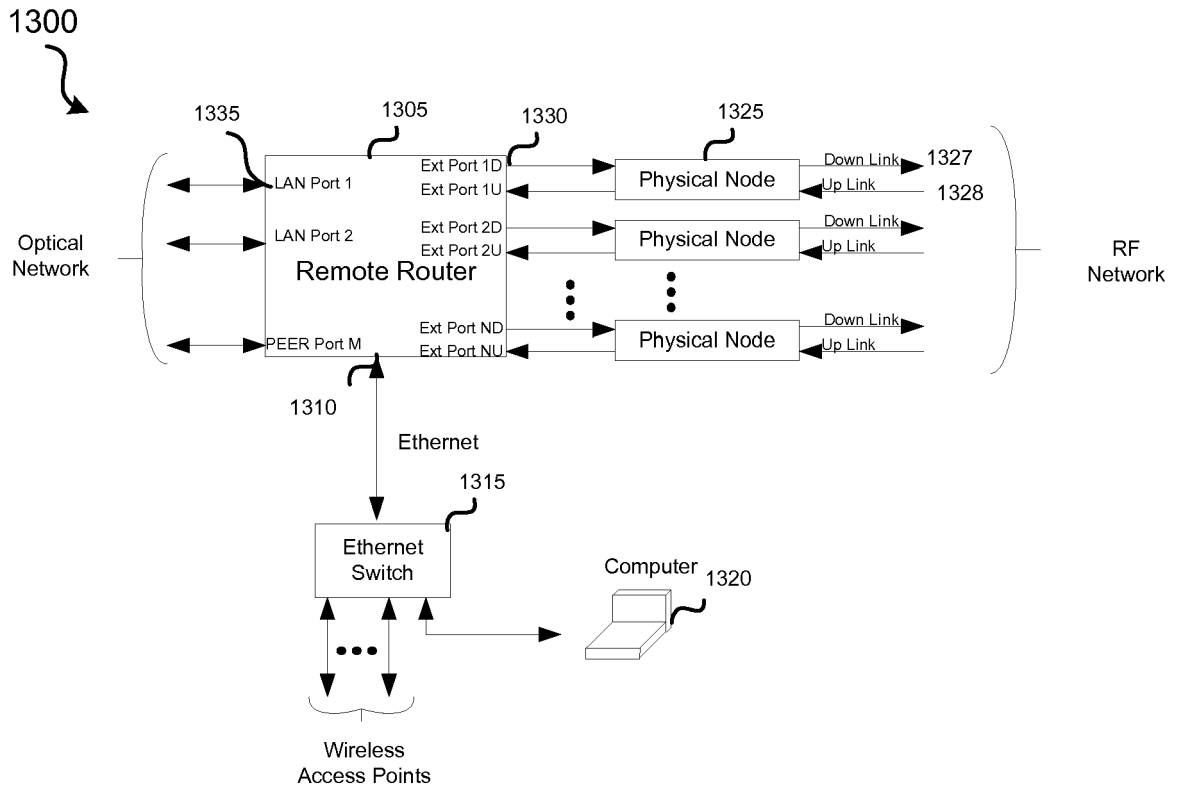 1300
1335
1305
1330
1325
LAN Port 1
Ext Port 1D
Ext Port 1U
Physical Node
Down Link
1327
Up Link
1328
LAN Port 2
Ext Port 2D
Ext Port 2U
Physical Node
Down Link
Up Link
Optical
Network
Remote Router
RF
Network
PEER Port M
Ext Port ND
Ext Port NU
Physical Node
Down Link
Up Link
1310
Ethernet
1315
Ethernet
Switch
Computer
1320
Wireless
Access Points